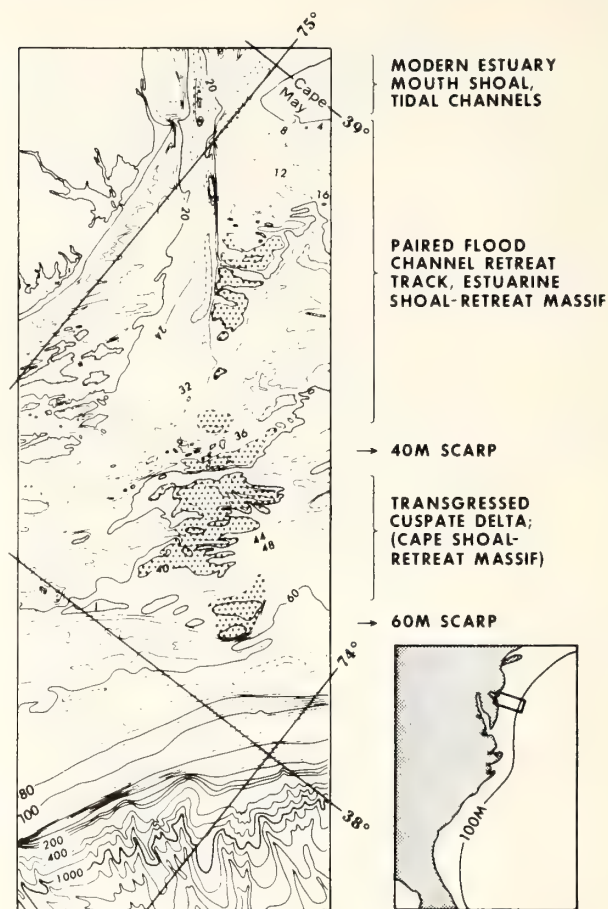 75°
20
20
Cape
May
39°
8
4
12
16
20
24
32
36
44
48
40
60
74°
80
100
200
400
1000
38°
MODERN ESTUARY
MOUTH SHOAL,
TIDAL CHANNELS
PAIRED FLOOD
CHANNEL RETREAT
TRACK, ESTUARINE
SHOAL-RETREAT MASSIF
→ 40M SCARP
TRANSGRESSED
CUSPATE DELTA;
(CAPE SHOAL-
RETREAT MASSIF)
→ 60M SCARP
100M